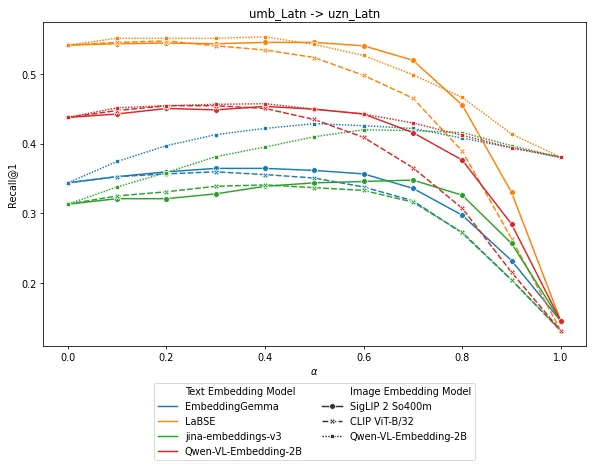 umb_Latn -> uzn_Latn
Recall@1
0.5
0.4
0.3
0.2
0.0 0.2 0.4 0.6 0.8 1.0
α
Text Embedding Model Image Embedding Model
EmbeddingGemma SigLIP 2 So400m
LaBSE CLIP ViT-B/32
jina-embeddings-v3 Qwen-VL-Embedding-2B
Qwen-VL-Embedding-2B